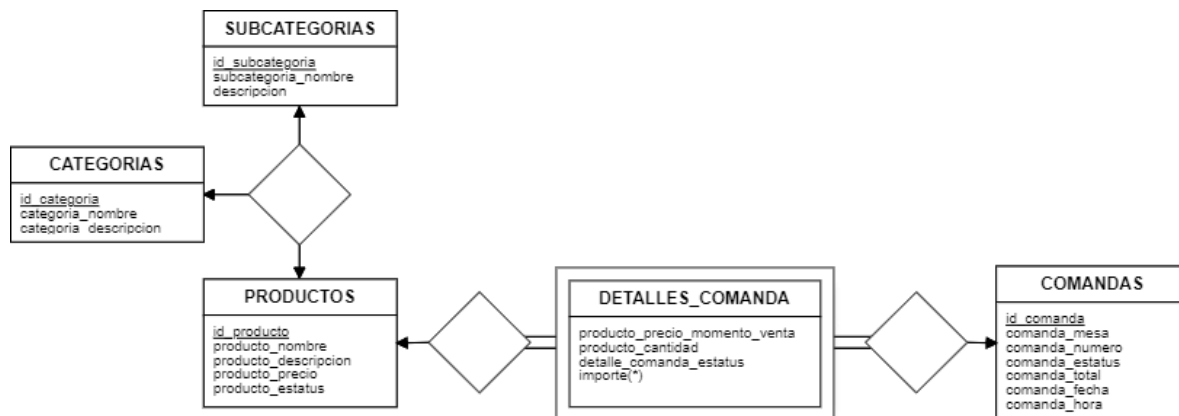 SUBCATEGORIAS
id_subcategoria
subcategoria_nombre
descripcion
CATEGORIAS
id_categoria
categoria_nombre
categoria_descripcion
PRODUCTOS
id_producto
producto_nombre
producto_descripcion
producto_precio
producto_estatus
DETALLES_COMANDA
producto_precio_momento_venta
producto_cantidad
detalle_comanda_estatus
importe(*)
COMANDAS
id_comanda
comanda_mesa
comanda_numero
comanda_estatus
comanda_total
comanda_fecha
comanda_hora